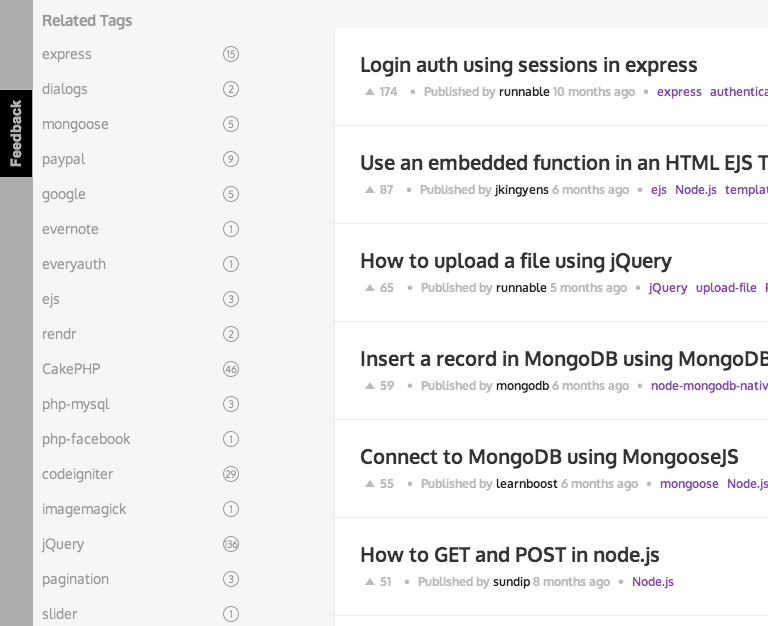 Feedback
Related Tags
express 15
dialogs 2
mongoose 5
paypal 9
google 5
evernote 1
everyauth 1
ejs 3
rendr 2
CakePHP 46
php-mysql 3
php-facebook 1
codeigniter 29
imagemagick 1
jQuery 136
pagination 3
slider 1
Login auth using sessions in express
174 • Published by runnable 10 months ago • express authentica
Use an embedded function in an HTML EJS T
87 • Published by jkingyens 6 months ago • ejs Node.js templat
How to upload a file using jQuery
65 • Published by runnable 5 months ago • jQuery upload-file
Insert a record in MongoDB using MongoDB
59 • Published by mongodb 6 months ago • node-mongodb-nativ
Connect to MongoDB using MongooseJS
55 • Published by learnboost 6 months ago • mongoose Node.js
How to GET and POST in node.js
51 • Published by sundip 8 months ago • Node.js